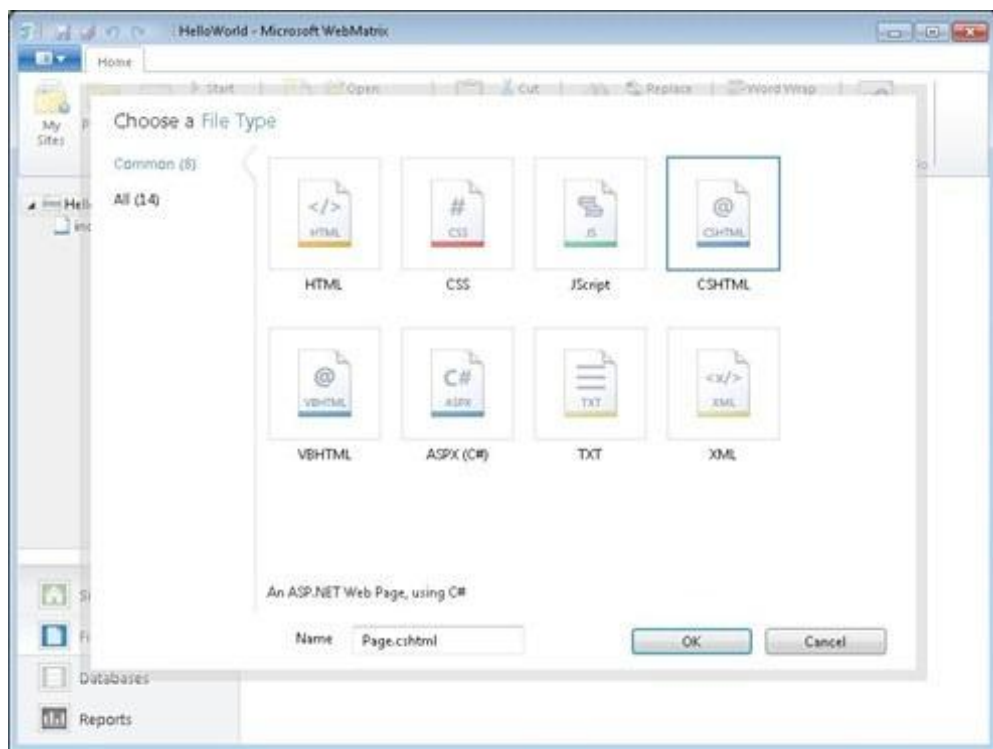 HelloWorld - Microsoft WebMatrix
Home
Start Open Cut Replace Word Wrap
My
Sites
Choose a File Type
Common (8)
All (14)
</> # JS @
HTML CSS CSHTML
HTML CSS JScript CSHTML
@ C# <x/>
VBHTML ASPX TXT XML
VBHTML ASPX (C#) TXT XML
An ASP.NET Web Page, using C#
Name Page.cshtml OK Cancel
Databases
Reports